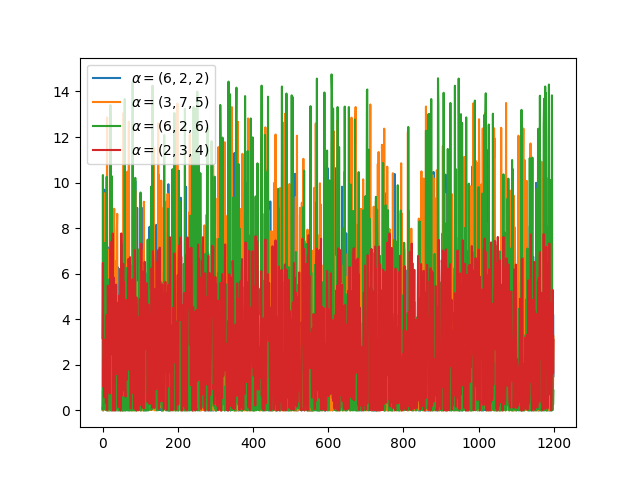 α = (6, 2, 2)
α = (3, 7, 5)
α = (6, 2, 6)
α = (2, 3, 4)
14
12
10
8
6
4
2
0
0 200 400 600 800 1000 1200